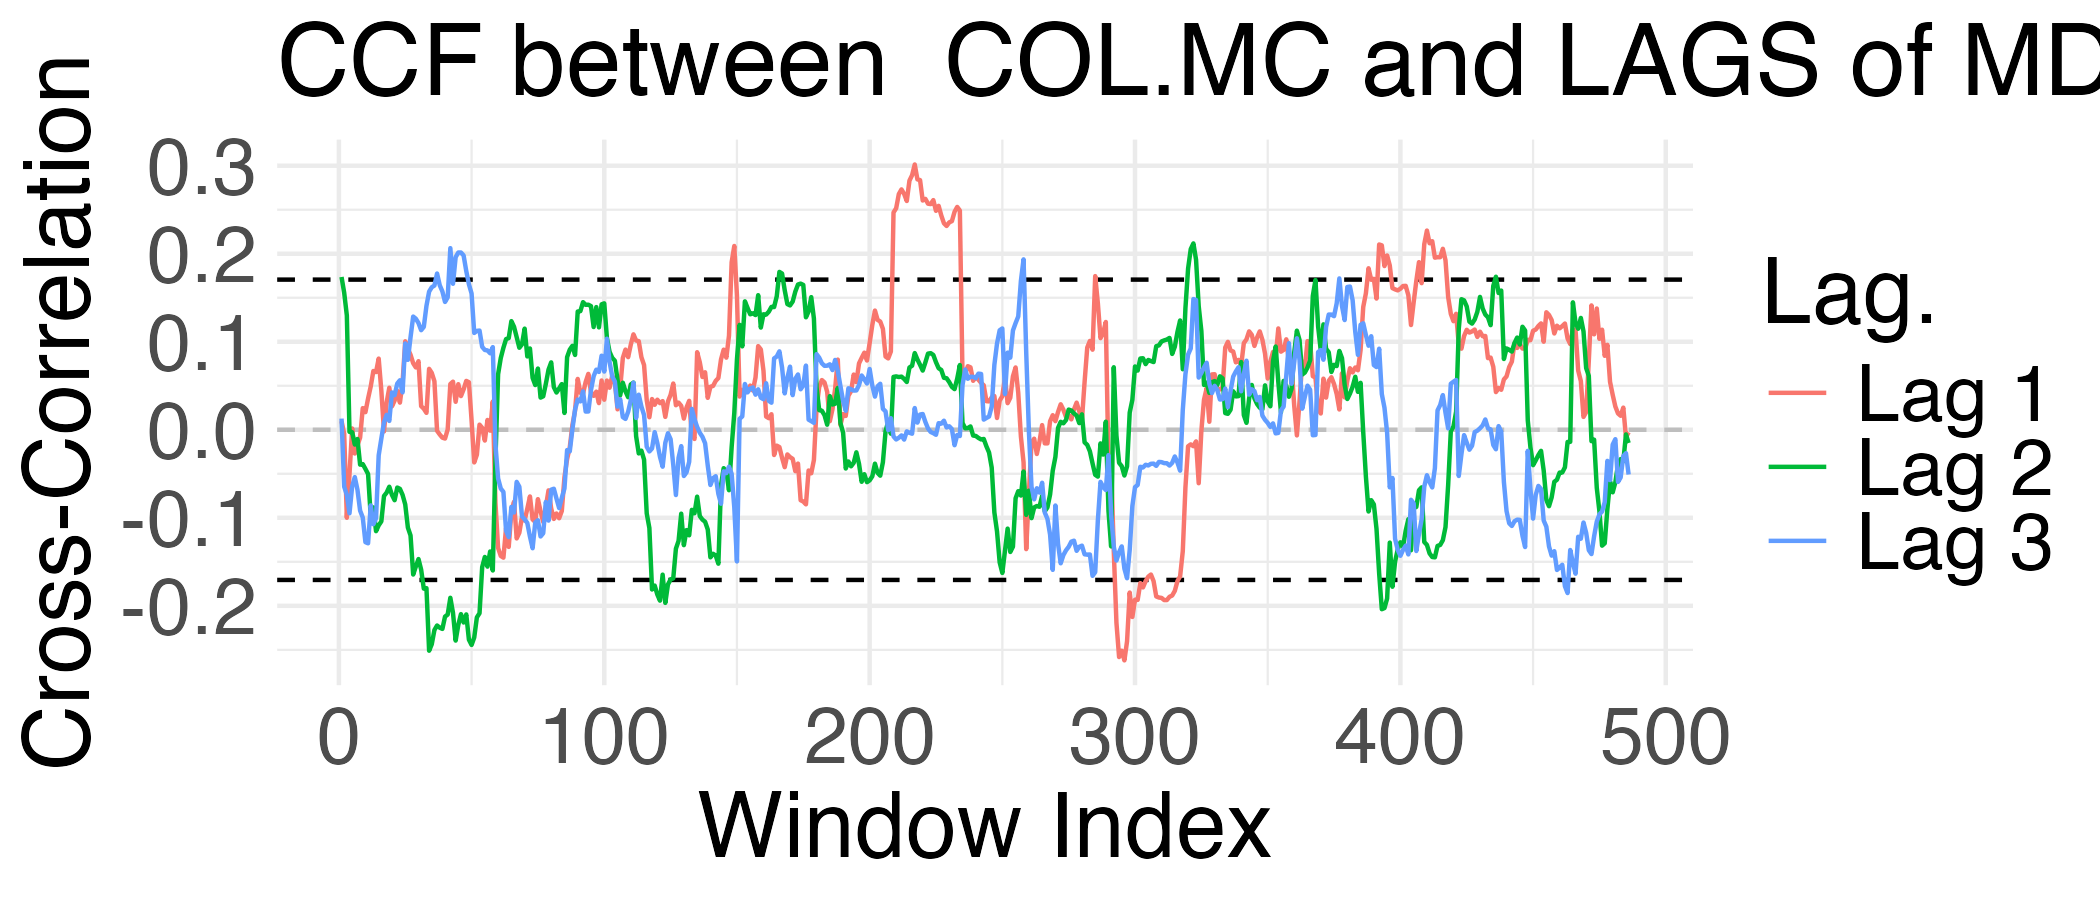 CCF between  COL.MC and LAGS of MD
Cross-Correlation
0.3
0.2
0.1
0.0
-0.1
-0.2
0 100 200 300 400 500
Window Index
Lag.
Lag 1
Lag 2
Lag 3